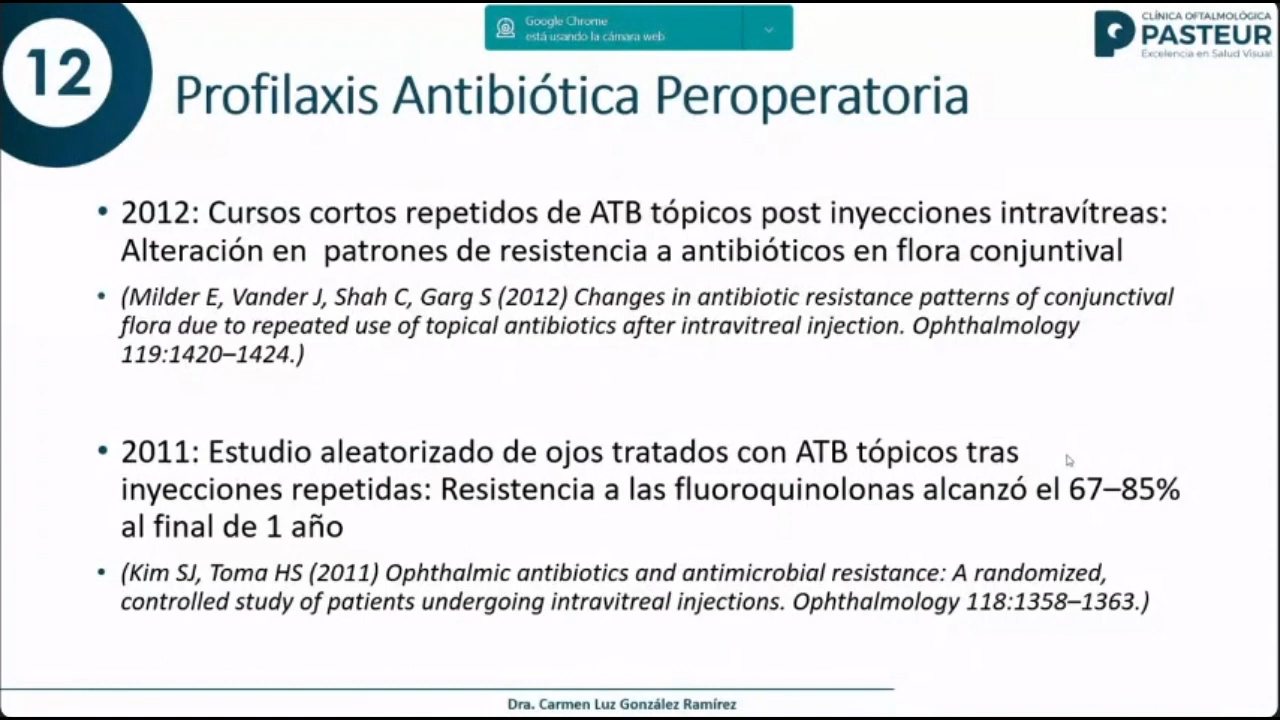 12
Google Chrome
está usando la cámara web
CLÍNICA OFTALMOLÓGICA
PASTEUR
Excelencia en Salud Visual
Profilaxis Antibiótica Peroperatoria
• 2012: Cursos cortos repetidos de ATB tópicos post inyecciones intravítreas:
Alteración en patrones de resistencia a antibióticos en flora conjuntival
• (Milder E, Vander J, Shah C, Garg S (2012) Changes in antibiotic resistance patterns of conjunctival
flora due to repeated use of topical antibiotics after intravitreal injection. Ophthalmology
119:1420–1424.)
• 2011: Estudio aleatorizado de ojos tratados con ATB tópicos tras
inyecciones repetidas: Resistencia a las fluoroquinolonas alcanzó el 67–85%
al final de 1 año
• (Kim SJ, Toma HS (2011) Ophthalmic antibiotics and antimicrobial resistance: A randomized,
controlled study of patients undergoing intravitreal injections. Ophthalmology 118:1358–1363.)
Dra. Carmen Luz González Ramírez